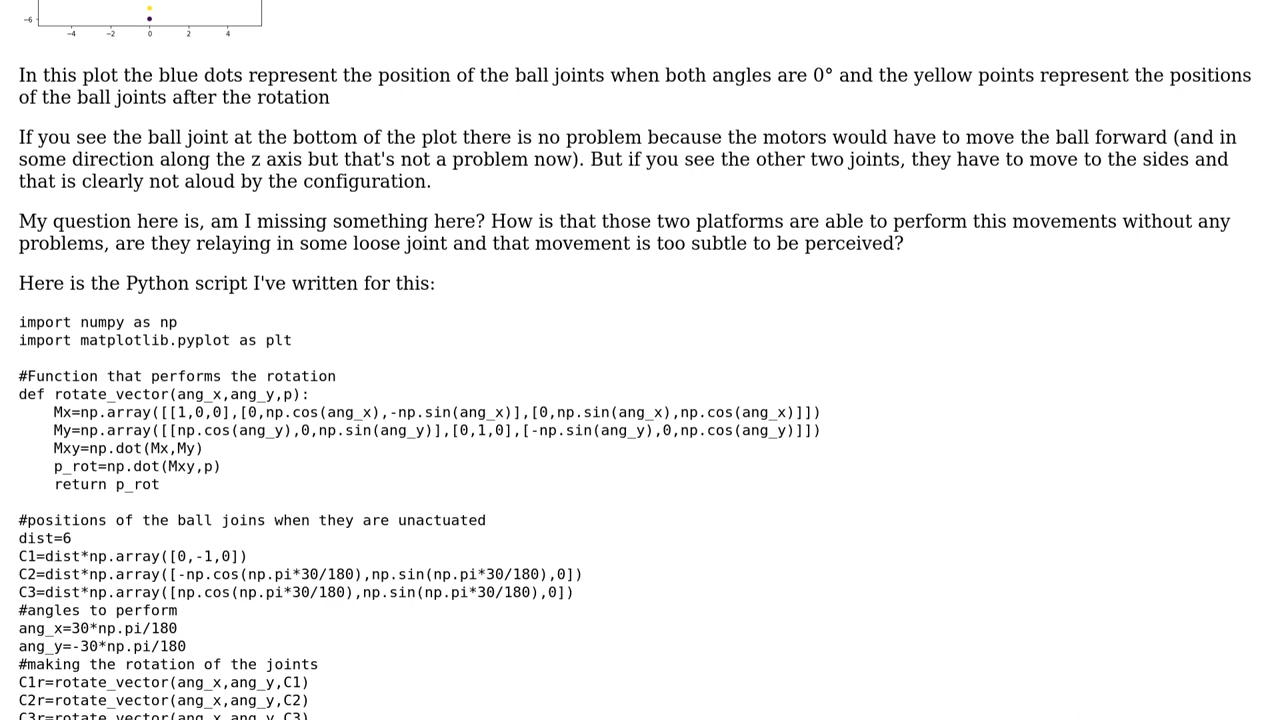 −6
−4 −2 0 2 4
In this plot the blue dots represent the position of the ball joints when both angles are 0° and the yellow points represent the positions
of the ball joints after the rotation
If you see the ball joint at the bottom of the plot there is no problem because the motors would have to move the ball forward (and in
some direction along the z axis but that's not a problem now). But if you see the other two joints, they have to move to the sides and
that is clearly not aloud by the configuration.
My question here is, am I missing something here? How is that those two platforms are able to perform this movements without any
problems, are they relaying in some loose joint and that movement is too subtle to be perceived?
Here is the Python script I've written for this:
import numpy as np
import matplotlib.pyplot as plt
#Function that performs the rotation
def rotate_vector(ang_x,ang_y,p):
    Mx=np.array([[1,0,0],[0,np.cos(ang_x),-np.sin(ang_x)],[0,np.sin(ang_x),np.cos(ang_x)]])
    My=np.array([[np.cos(ang_y),0,np.sin(ang_y)],[0,1,0],[-np.sin(ang_y),0,np.cos(ang_y)]])
    Mxy=np.dot(Mx,My)
    p_rot=np.dot(Mxy,p)
    return p_rot
#positions of the ball joins when they are unactuated
dist=6
C1=dist*np.array([0,-1,0])
C2=dist*np.array([-np.cos(np.pi*30/180),np.sin(np.pi*30/180),0])
C3=dist*np.array([np.cos(np.pi*30/180),np.sin(np.pi*30/180),0])
#angles to perform
ang_x=30*np.pi/180
ang_y=-30*np.pi/180
#making the rotation of the joints
C1r=rotate_vector(ang_x,ang_y,C1)
C2r=rotate_vector(ang_x,ang_y,C2)
C3r=rotate_vector(ang_x,ang_y,C3)